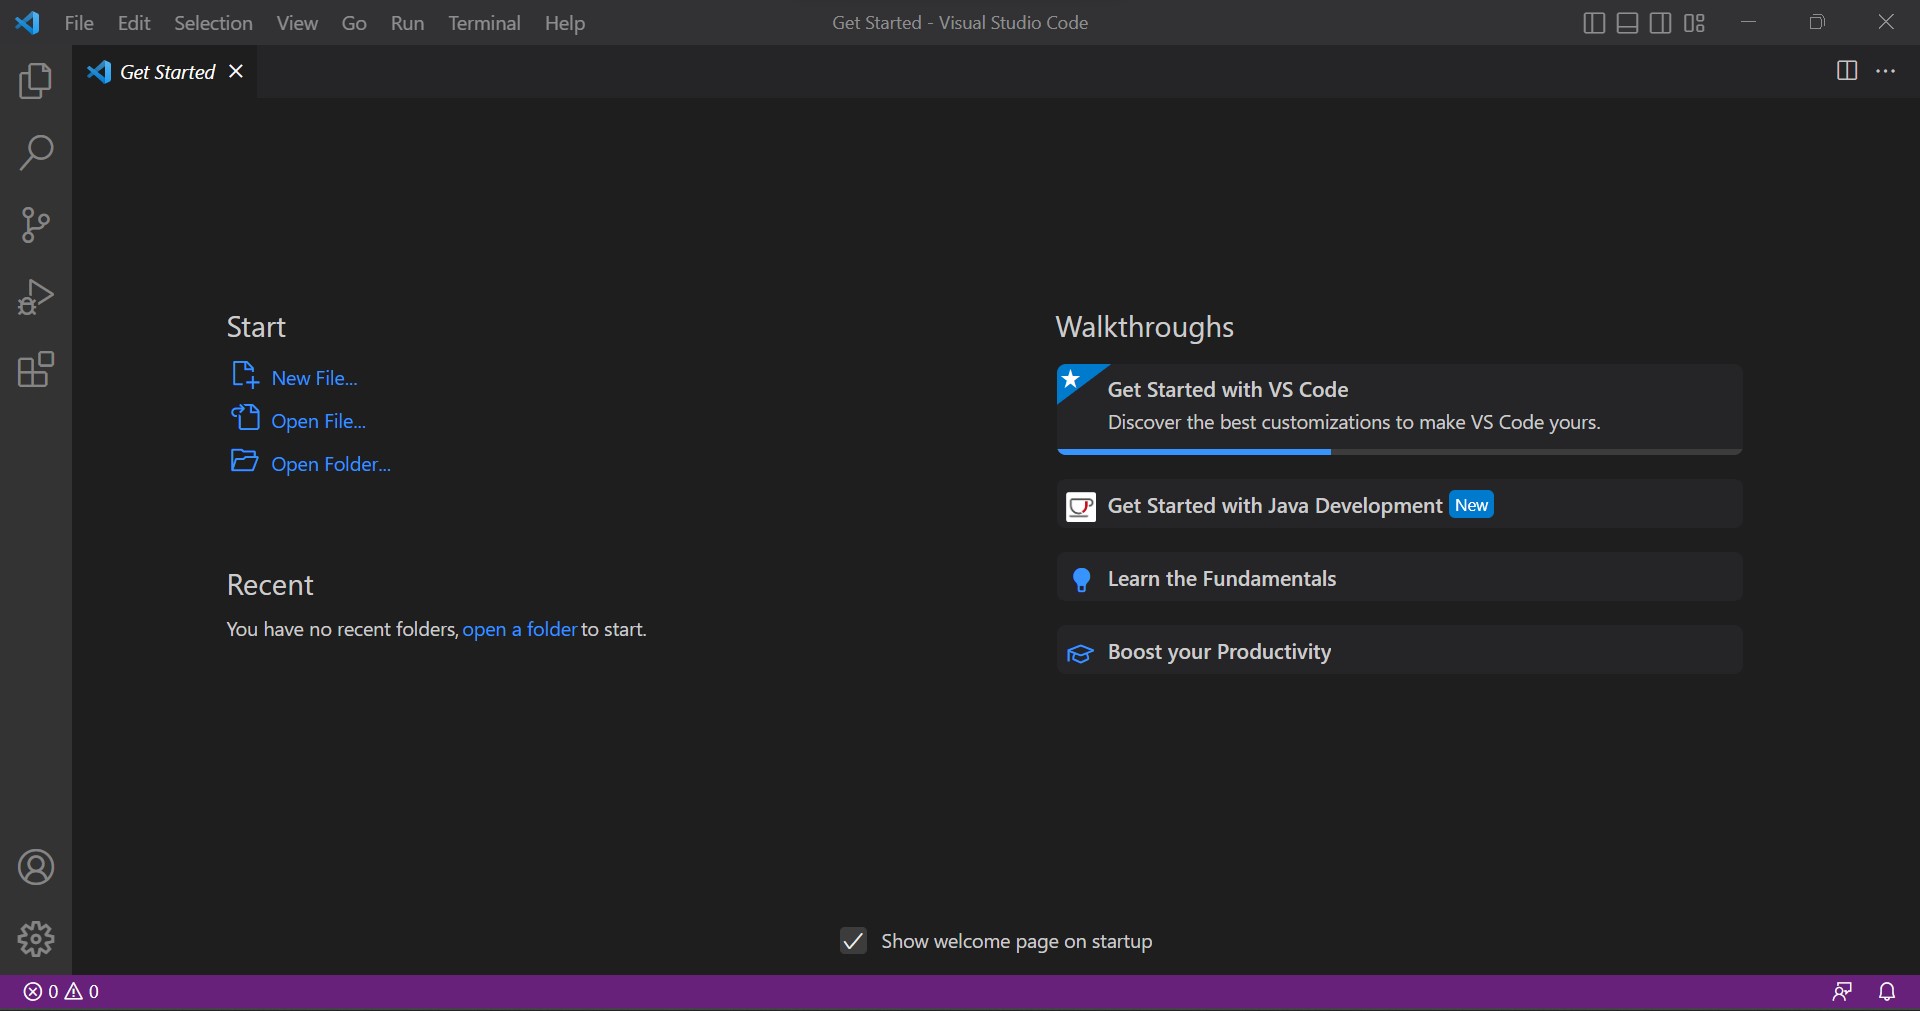 File Edit Selection View Go Run Terminal Help
Get Started - Visual Studio Code
Get Started
Start
New File...
Open File...
Open Folder...
Recent
You have no recent folders, open a folder to start.
Walkthroughs
Get Started with VS Code
Discover the best customizations to make VS Code yours.
Get Started with Java Development New
Learn the Fundamentals
Boost your Productivity
Show welcome page on startup
0 0